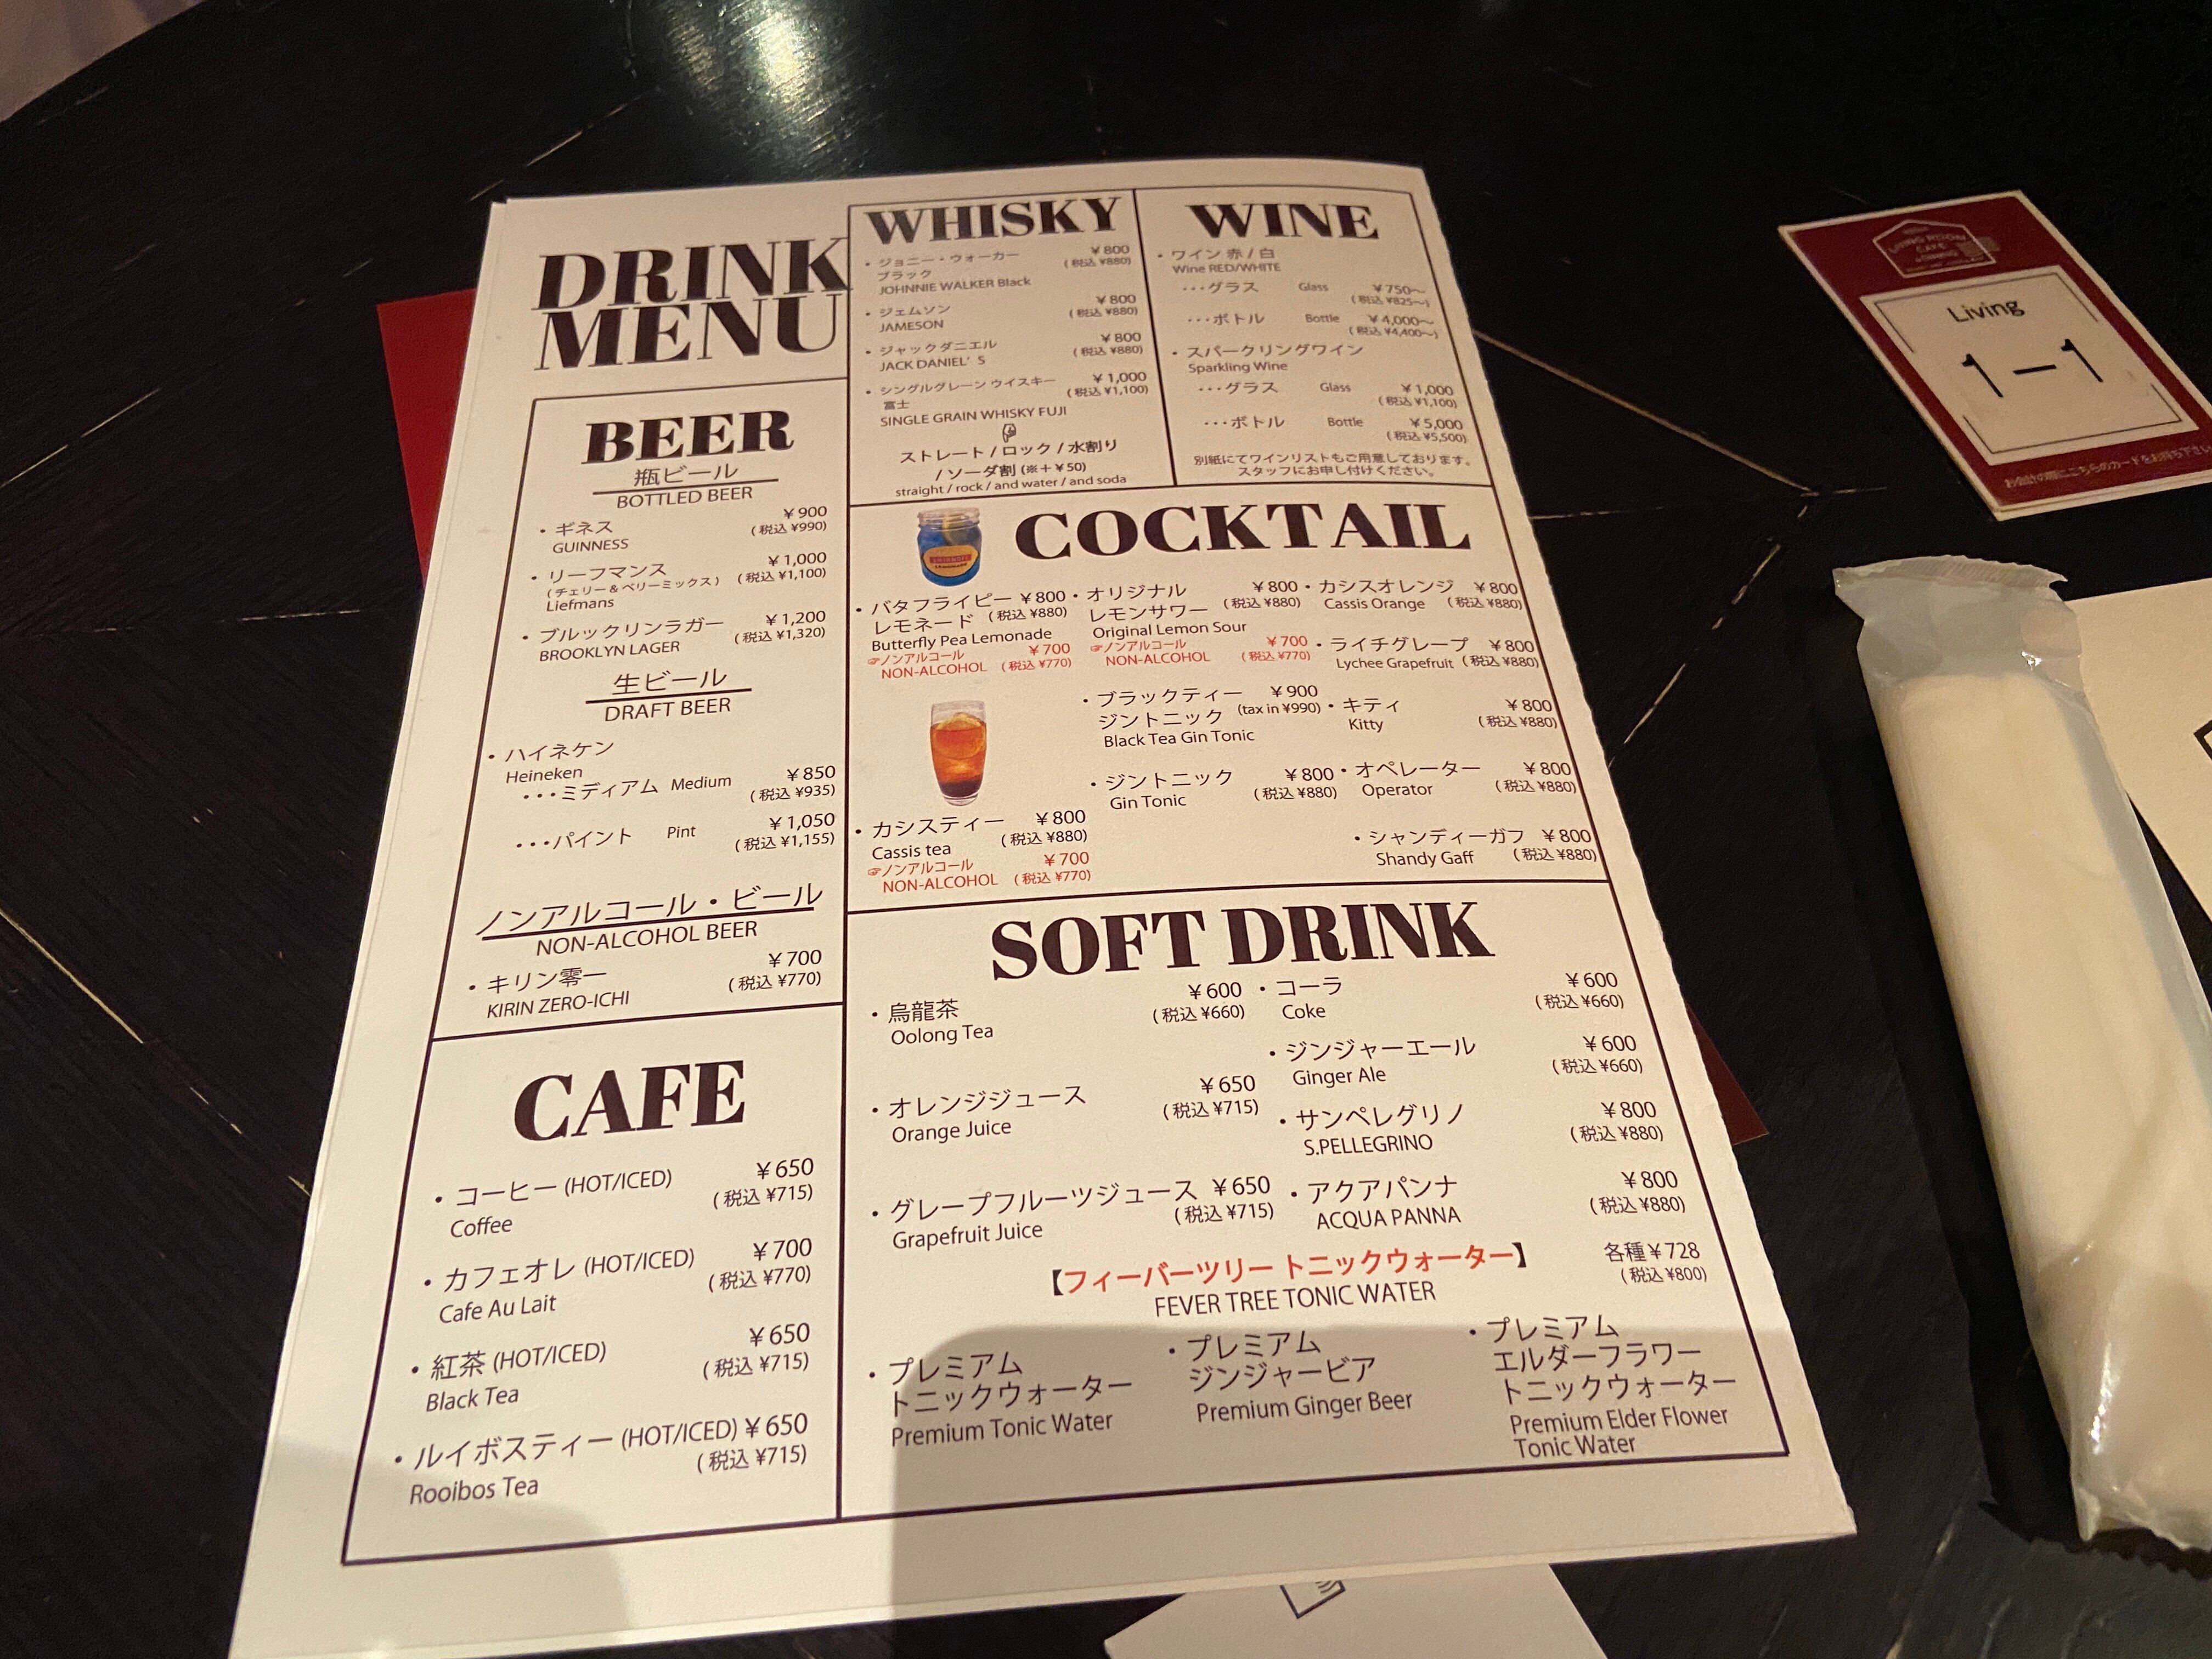 DRINK
MENU
BEER
瓶ビール
BOTTLED BEER
・ギネス ¥900
GUINNESS (税込 ¥990)
・リーフマンス ¥1,000
(チェリー&ベリーミックス) (税込 ¥1,100)
Liefmans
・ブルックリンラガー ¥1,200
BROOKLYN LAGER (税込 ¥1,320)
生ビール
DRAFT BEER
・ハイネケン
Heineken
・・・ミディアム Medium ¥850
(税込 ¥935)
・・・パイント Pint ¥1,050
(税込 ¥1,155)
ノンアルコール・ビール
NON-ALCOHOL BEER
・キリン零一 ¥700
KIRIN ZERO-ICHI (税込 ¥770)
CAFE
・コーヒー (HOT/ICED) ¥650
Coffee (税込 ¥715)
・カフェオレ (HOT/ICED) ¥700
Cafe Au Lait (税込 ¥770)
・紅茶 (HOT/ICED) ¥650
Black Tea (税込 ¥715)
・ルイボスティー (HOT/ICED) ¥650
Rooibos Tea (税込 ¥715)
WHISKY
・ジョニー・ウォーカー ¥800
ブラック (税込 ¥880)
JOHNNIE WALKER Black
・ジェムソン ¥800
JAMESON (税込 ¥880)
・ジャックダニエル ¥800
JACK DANIEL' S (税込 ¥880)
・シングルグレーン ウイスキー ¥1,000
富士 (税込 ¥1,100)
SINGLE GRAIN WHISKY FUJI
ストレート / ロック / 水割り
/ ソーダ割 (※+¥50)
straight / rock / and water / and soda
WINE
・ワイン 赤 / 白
Wine RED/WHITE
・・・グラス Glass ¥750〜
(税込 ¥825〜)
・・・ボトル Bottle ¥4,000〜
(税込 ¥4,400〜)
・スパークリングワイン
Sparkling Wine
・・・グラス Glass ¥1,000
(税込 ¥1,100)
・・・ボトル Bottle ¥5,000
(税込 ¥5,500)
別紙にてワインリストもご用意しております。
スタッフにお申し付けください。
COCKTAIL
・バタフライピー ¥800
レモネード (税込 ¥880)
Butterfly Pea Lemonade
☞ノンアルコール ¥700
NON-ALCOHOL (税込 ¥770)
・カシスティー ¥800
Cassis tea (税込 ¥880)
☞ノンアルコール ¥700
NON-ALCOHOL (税込 ¥770)
・オリジナル ¥800
レモンサワー (税込 ¥880)
Original Lemon Sour
☞ノンアルコール ¥700
NON-ALCOHOL (税込 ¥770)
・ブラックティー ¥900
ジントニック (tax in ¥990)
Black Tea Gin Tonic
・ジントニック ¥800
Gin Tonic (税込 ¥880)
・カシスオレンジ ¥800
Cassis Orange (税込 ¥880)
・ライチグレープ ¥800
Lychee Grapefruit (税込 ¥880)
・キティ ¥800
Kitty (税込 ¥880)
・オペレーター ¥800
Operator (税込 ¥880)
・シャンディーガフ ¥800
Shandy Gaff (税込 ¥880)
SOFT DRINK
・烏龍茶 ¥600
Oolong Tea (税込 ¥660)
・オレンジジュース ¥650
Orange Juice (税込 ¥715)
・グレープフルーツジュース ¥650
Grapefruit Juice (税込 ¥715)
・コーラ ¥600
Coke (税込 ¥660)
・ジンジャーエール ¥600
Ginger Ale (税込 ¥660)
・サンペレグリノ ¥800
S.PELLEGRINO (税込 ¥880)
・アクアパンナ ¥800
ACQUA PANNA (税込 ¥880)
【フィーバーツリー トニックウォーター】 各種¥728
FEVER TREE TONIC WATER (税込 ¥800)
・プレミアム
トニックウォーター
Premium Tonic Water
・プレミアム
ジンジャービア
Premium Ginger Beer
・プレミアム
エルダーフラワー
トニックウォーター
Premium Elder Flower
Tonic Water
LIVING ROOM
CAFE
& DINING
Living
1-1
お会計の際にこちらのカードをお持ち下さい